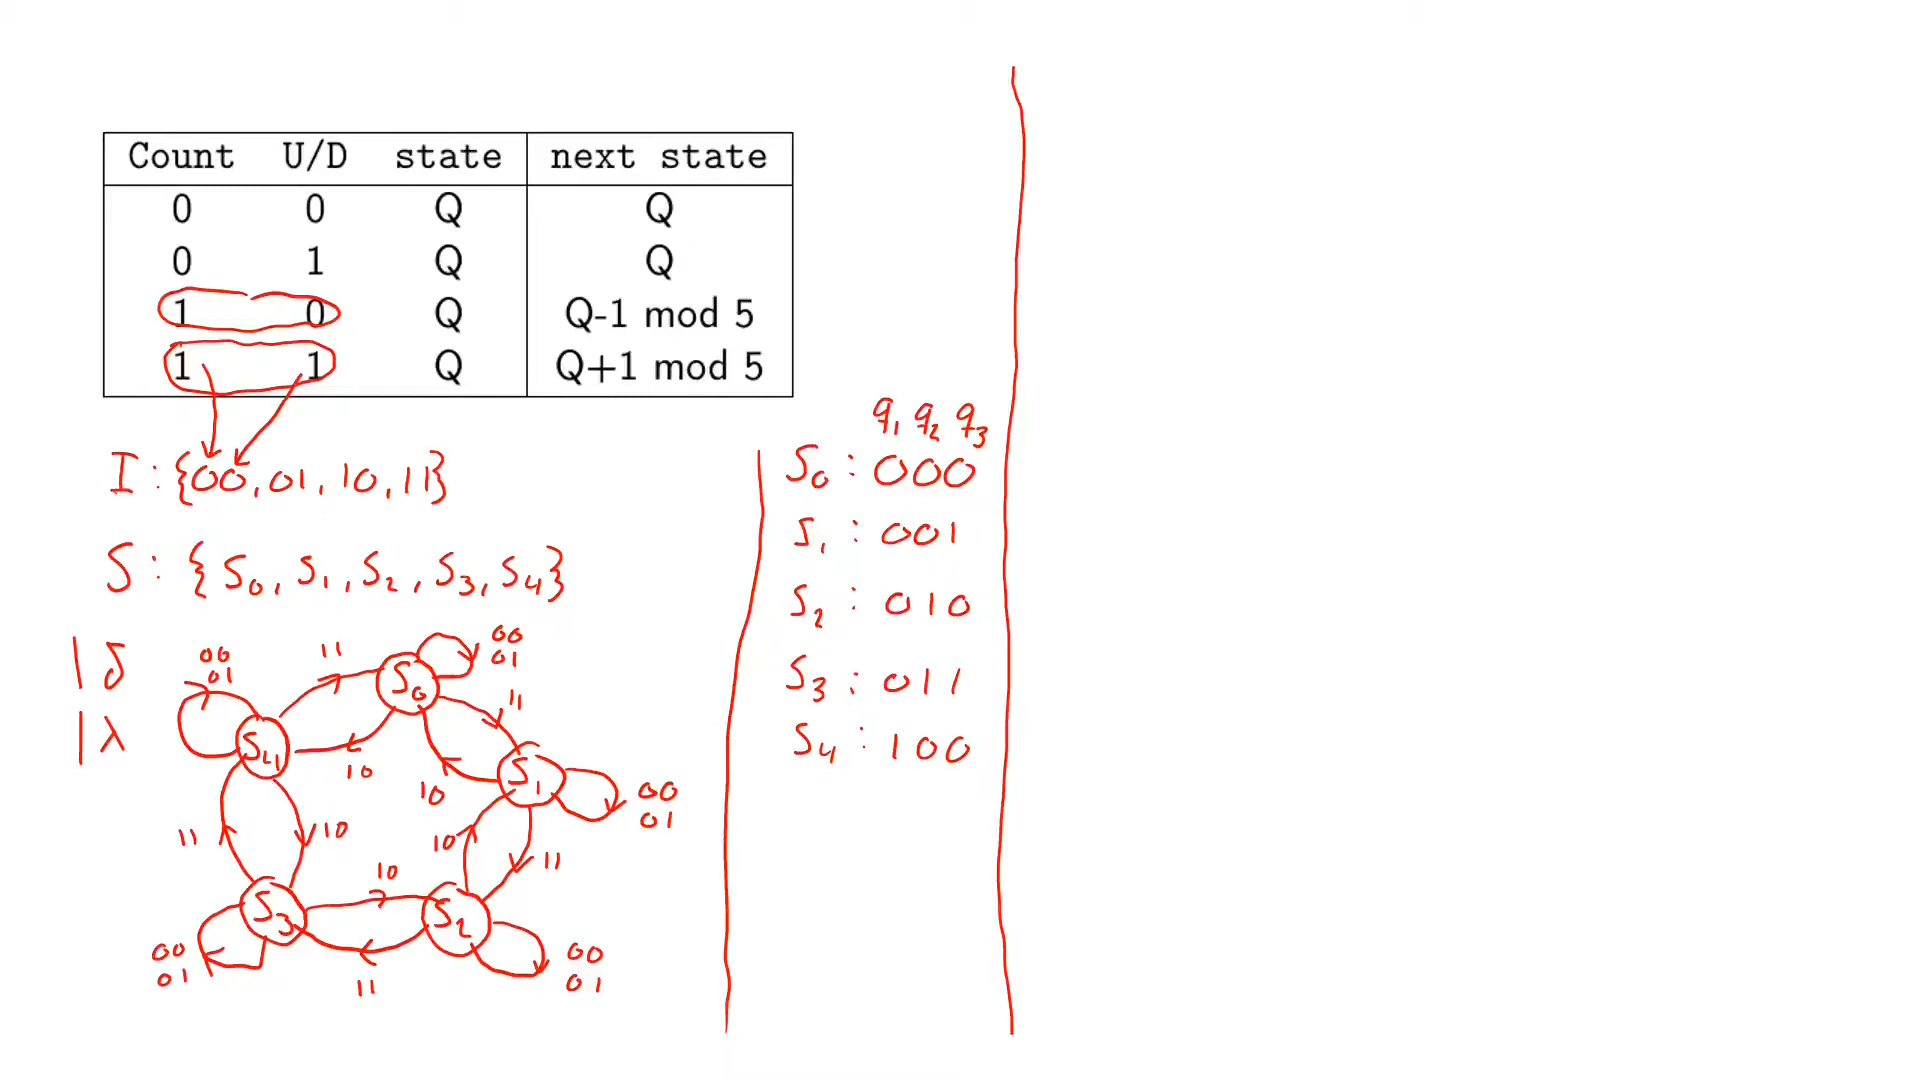 Count U/D state next state
0 0 Q Q
0 1 Q Q
1 0 Q Q-1 mod 5
1 1 Q Q+1 mod 5
I : {00, 01, 10, 11}
S : { S0, S1, S2, S3, S4}
δ
λ
00
01
11
00
01
S0
11
S4
10
10
S1
00
01
11
10
10
11
10
S3
S2
00
01
11
00
01
q1 q2 q3
S0 : 000
S1 : 001
S2 : 010
S3 : 011
S4 : 100